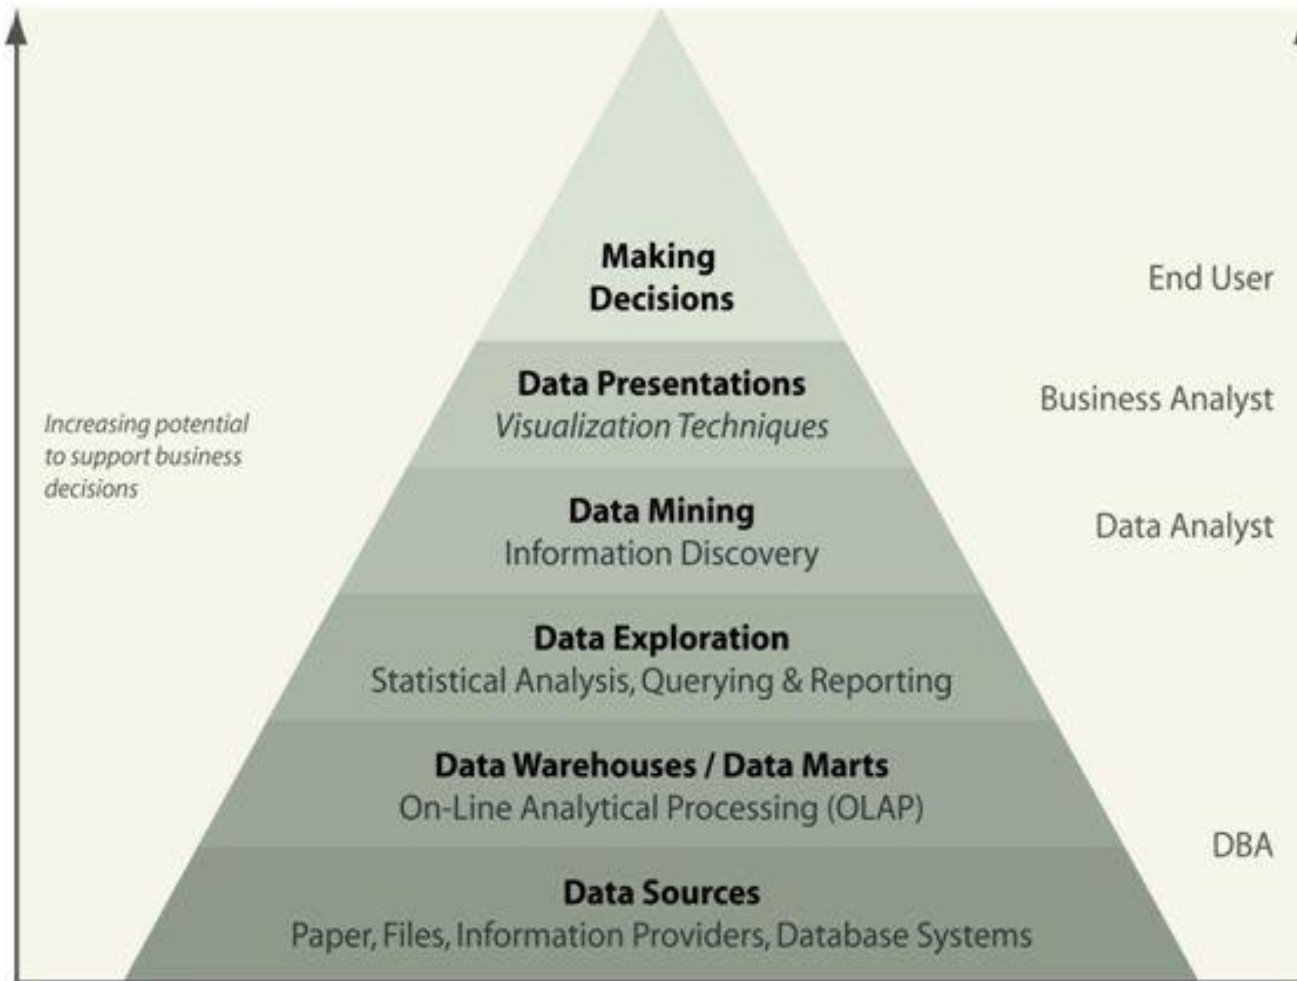 Making
Decisions
End User
Data Presentations
Visualization Techniques
Business Analyst
Increasing potential
to support business
decisions
Data Mining
Information Discovery
Data Analyst
Data Exploration
Statistical Analysis, Querying & Reporting
Data Warehouses / Data Marts
On-Line Analytical Processing (OLAP)
DBA
Data Sources
Paper, Files, Information Providers, Database Systems